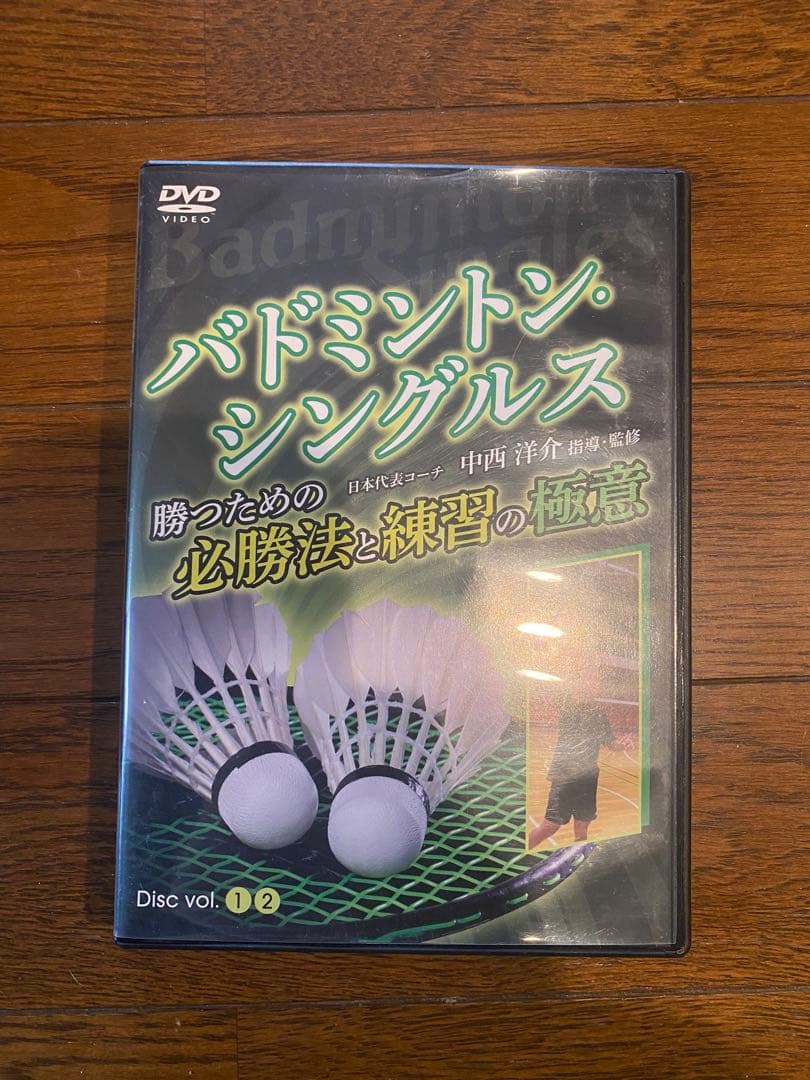 DVD
VIDEO
Badminton
Singles
バドミントン・
シングルス
日本代表コーチ 中西 洋介 指導・監修
勝つための
必勝法と練習の極意
Disc vol. 1 2